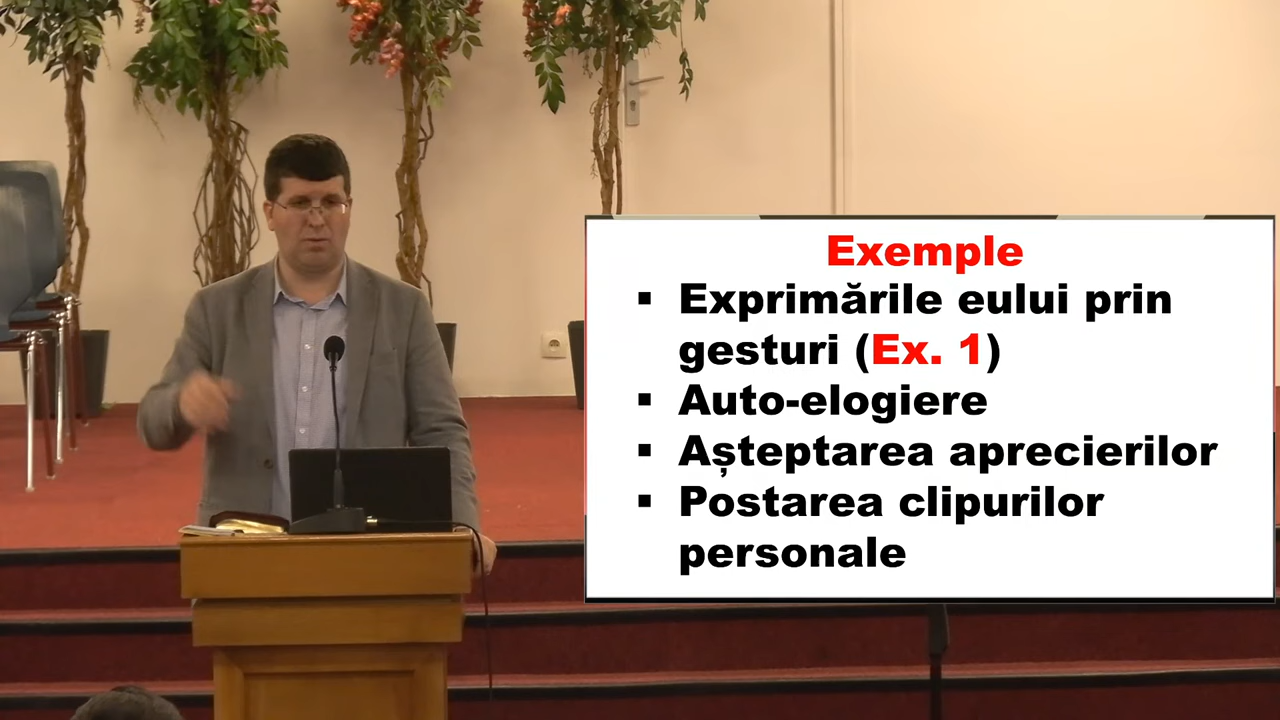 Exemple
▪ Exprimările eului prin
gesturi (Ex. 1)
▪ Auto-elogiere
▪ Așteptarea aprecierilor
▪ Postarea clipurilor
personale